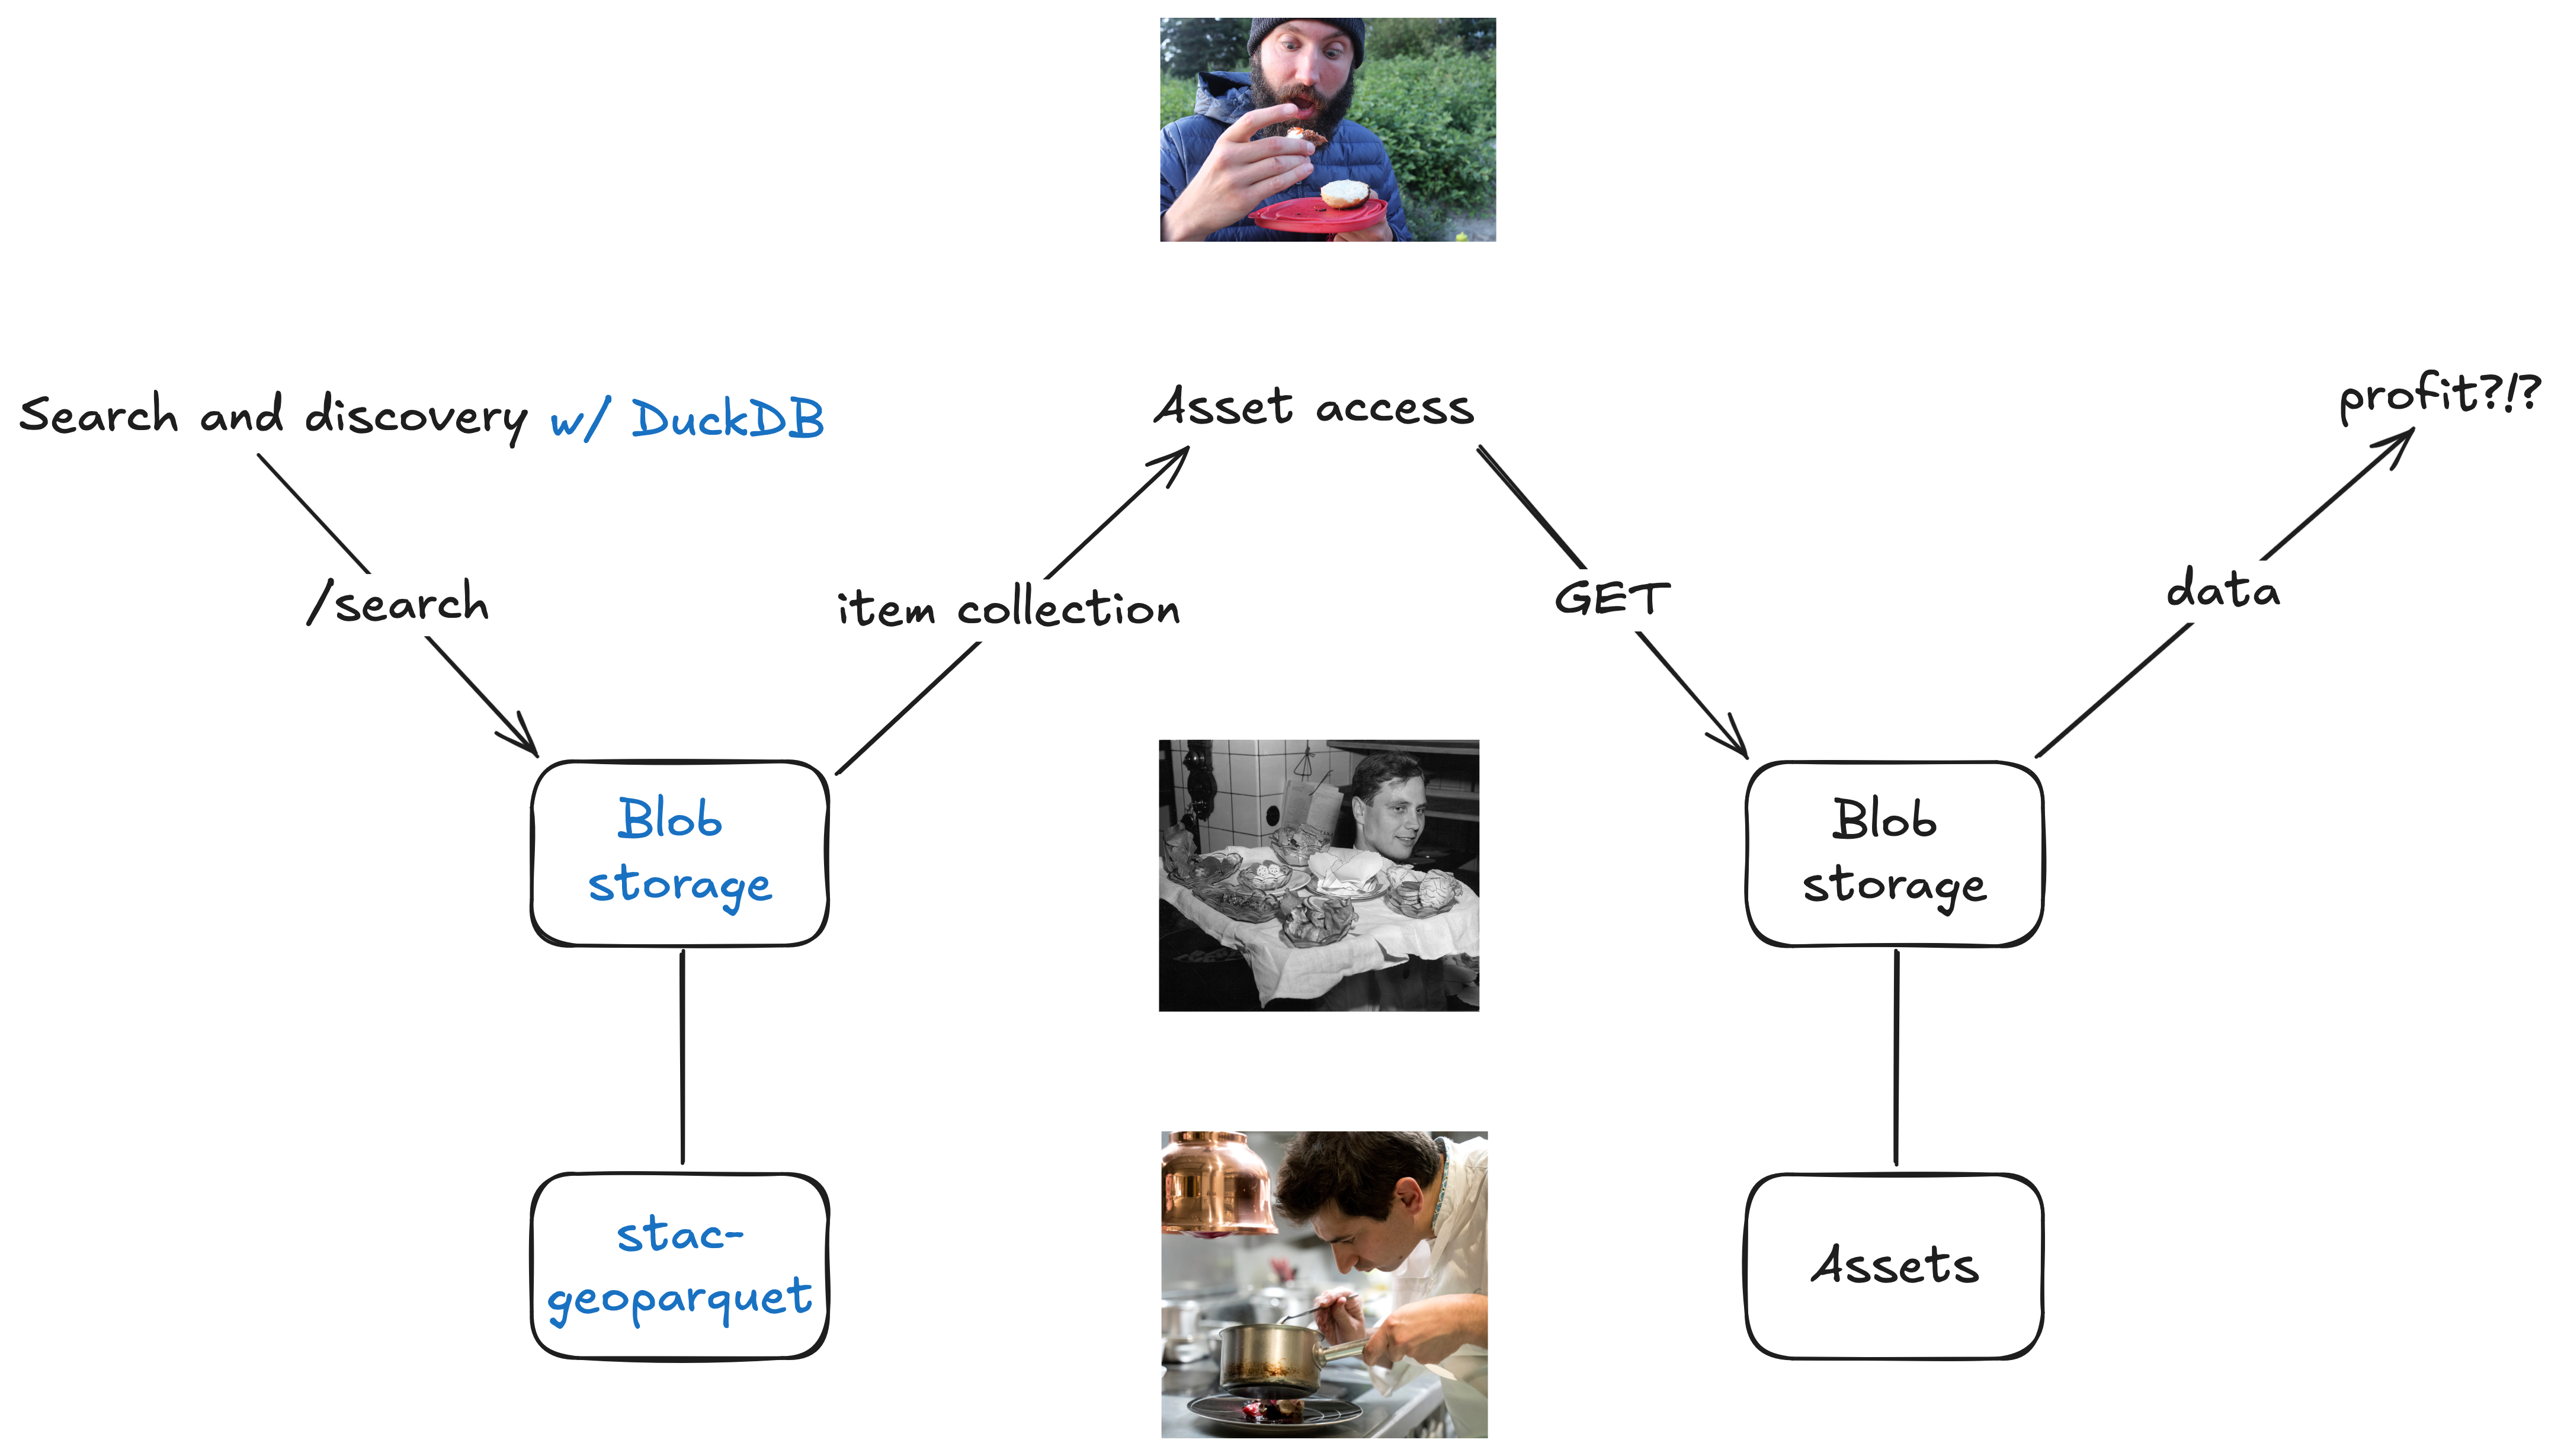 Search and discovery w/ DuckDB
Asset access
profit?!?
/search
item collection
GET
data
Blob
storage
Blob
storage
stac-
geoparquet
Assets